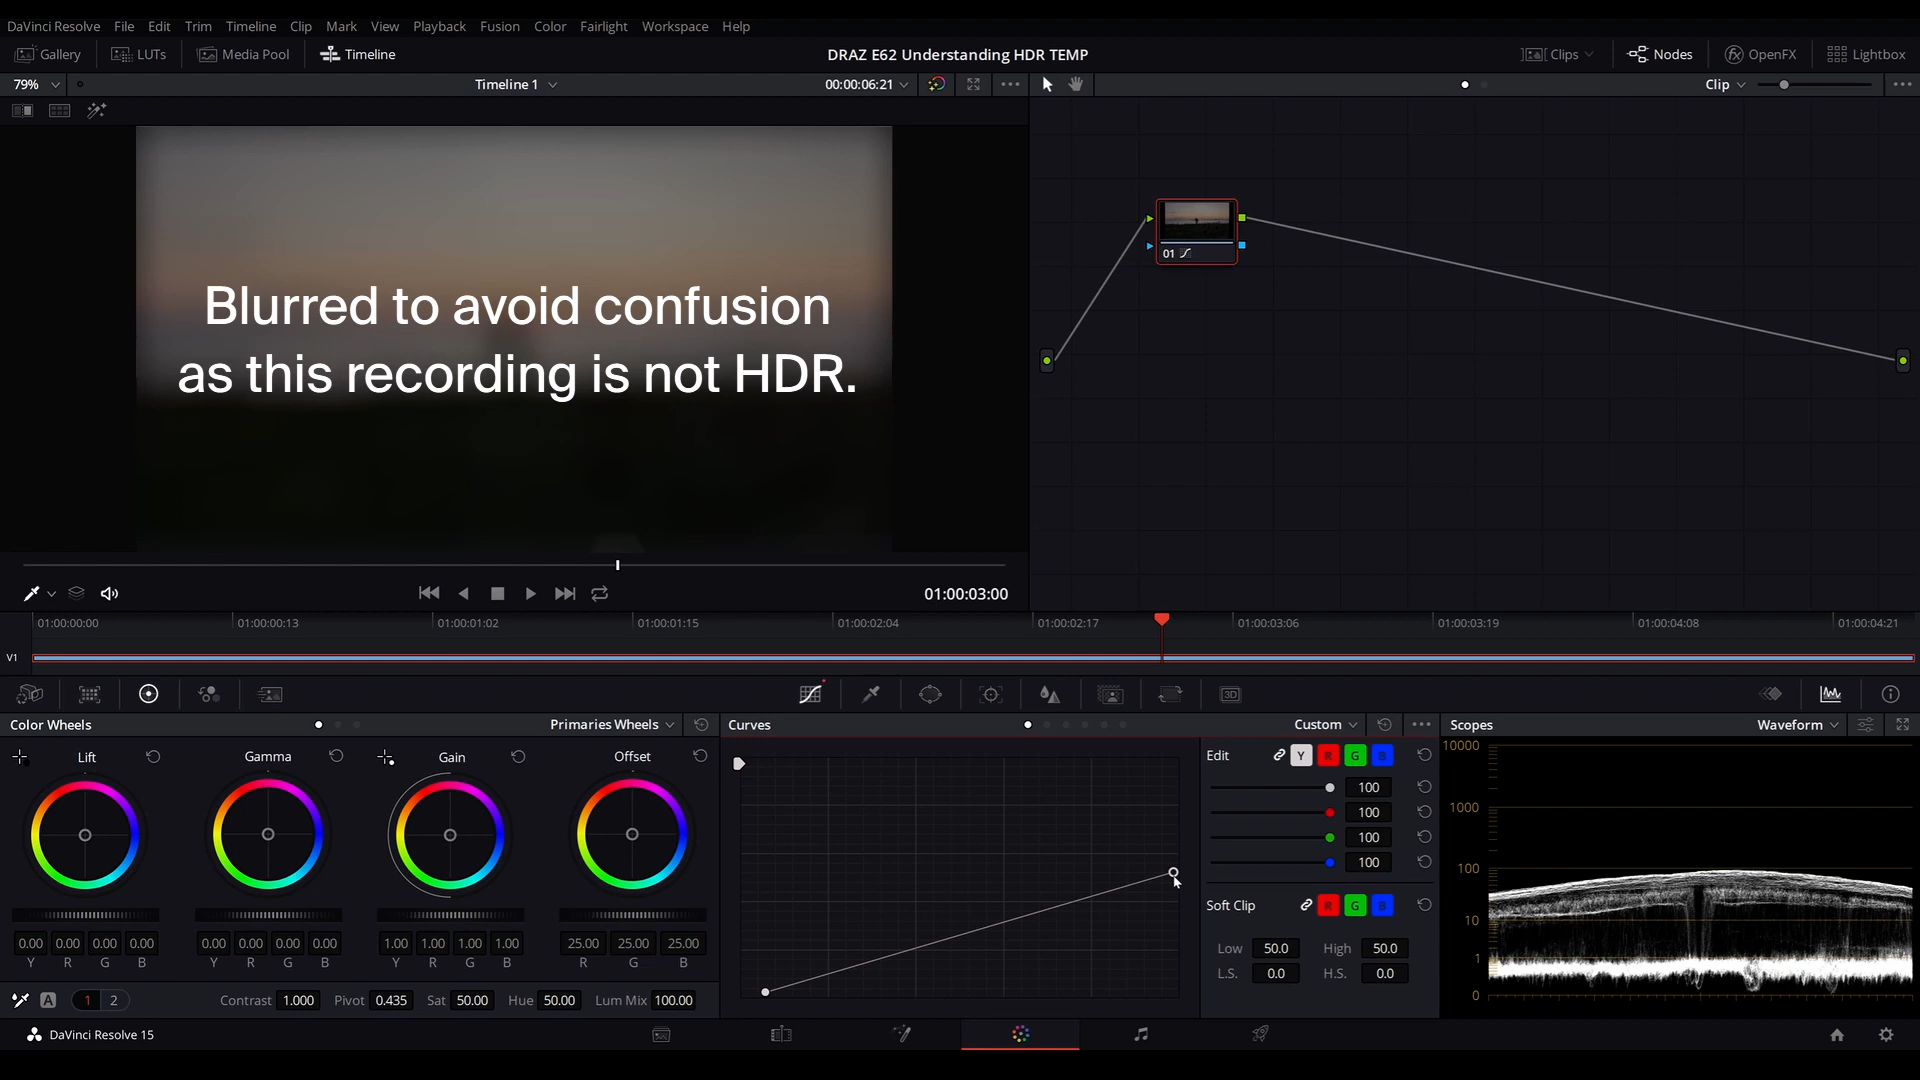 DaVinci Resolve File Edit Trim Timeline Clip Mark View Playback Fusion Color Fairlight Workspace Help
Gallery LUTs Media Pool Timeline DRAZ E62 Understanding HDR TEMP Clips Nodes OpenFX Lightbox
79% Timeline 1 00:00:06:21 Clip
Blurred to avoid confusion
as this recording is not HDR.
01
01:00:03:00
01:00:00:00 01:00:00:13 01:00:01:02 01:00:01:15 01:00:02:04 01:00:02:17 01:00:03:06 01:00:03:19 01:00:04:08 01:00:04:21
V1
3D
Color Wheels Primaries Wheels Curves Custom Scopes Waveform
Lift Gamma Gain Offset
Edit Y R G B
100
100
100
100
Soft Clip R G B
Low 50.0 High 50.0
L.S. 0.0 H.S. 0.0
10000
1000
100
10
1
0
0.00 0.00 0.00 0.00 0.00 0.00 0.00 0.00 1.00 1.00 1.00 1.00 25.00 25.00 25.00
Y R G B Y R G B Y R G B R G B
A 1 2 Contrast 1.000 Pivot 0.435 Sat 50.00 Hue 50.00 Lum Mix 100.00
DaVinci Resolve 15